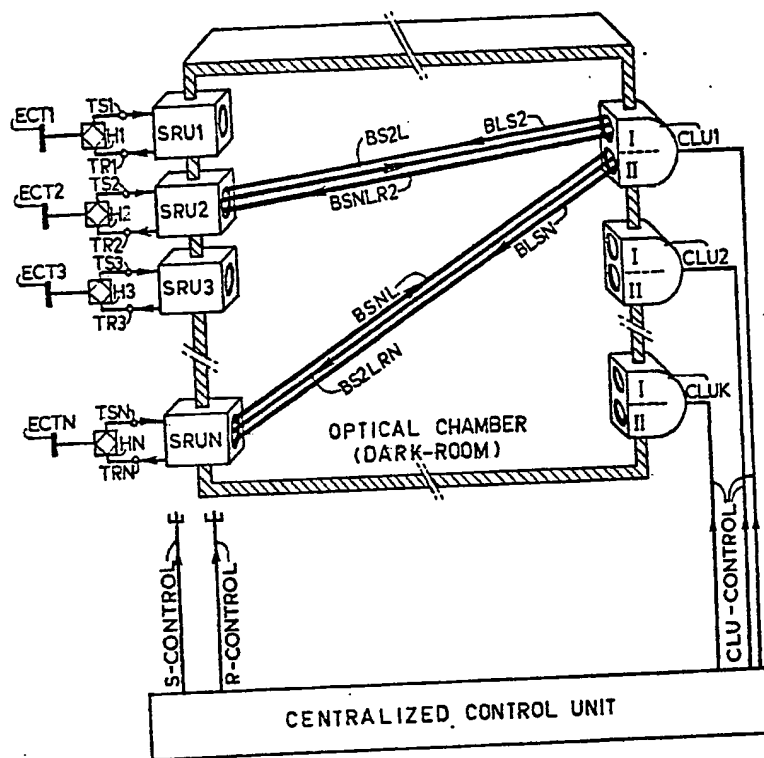 ECT1
TS1
H1
TR1
SRU1
BS2L
BLS2
I
II
CLU1
ECT2
TS2
H2
TR2
SRU2
BSNLR2
BLSN
ECT3
TS3
H3
TR3
SRU3
BSNL
BS2LRN
I
II
CLU2
ECTN
TSN
HN
TRN
SRUN
OPTICAL CHAMBER
(DARK-ROOM)
I
II
CLUK
S-CONTROL
R-CONTROL
CLU-CONTROL
CENTRALIZED CONTROL UNIT